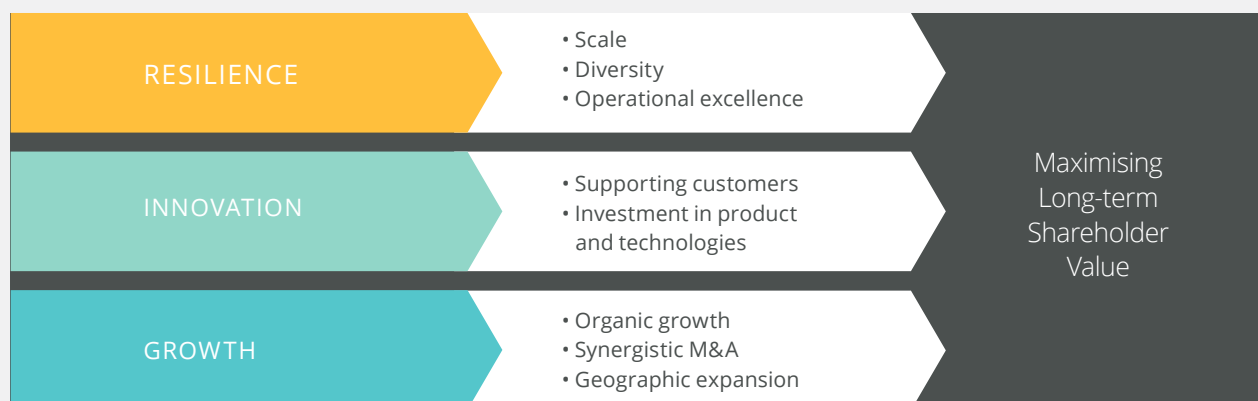 RESILIENCE
• Scale
• Diversity
• Operational excellence
INNOVATION
• Supporting customers
• Investment in product
and technologies
GROWTH
• Organic growth
• Synergistic M&A
• Geographic expansion
Maximising
Long-term
Shareholder
Value